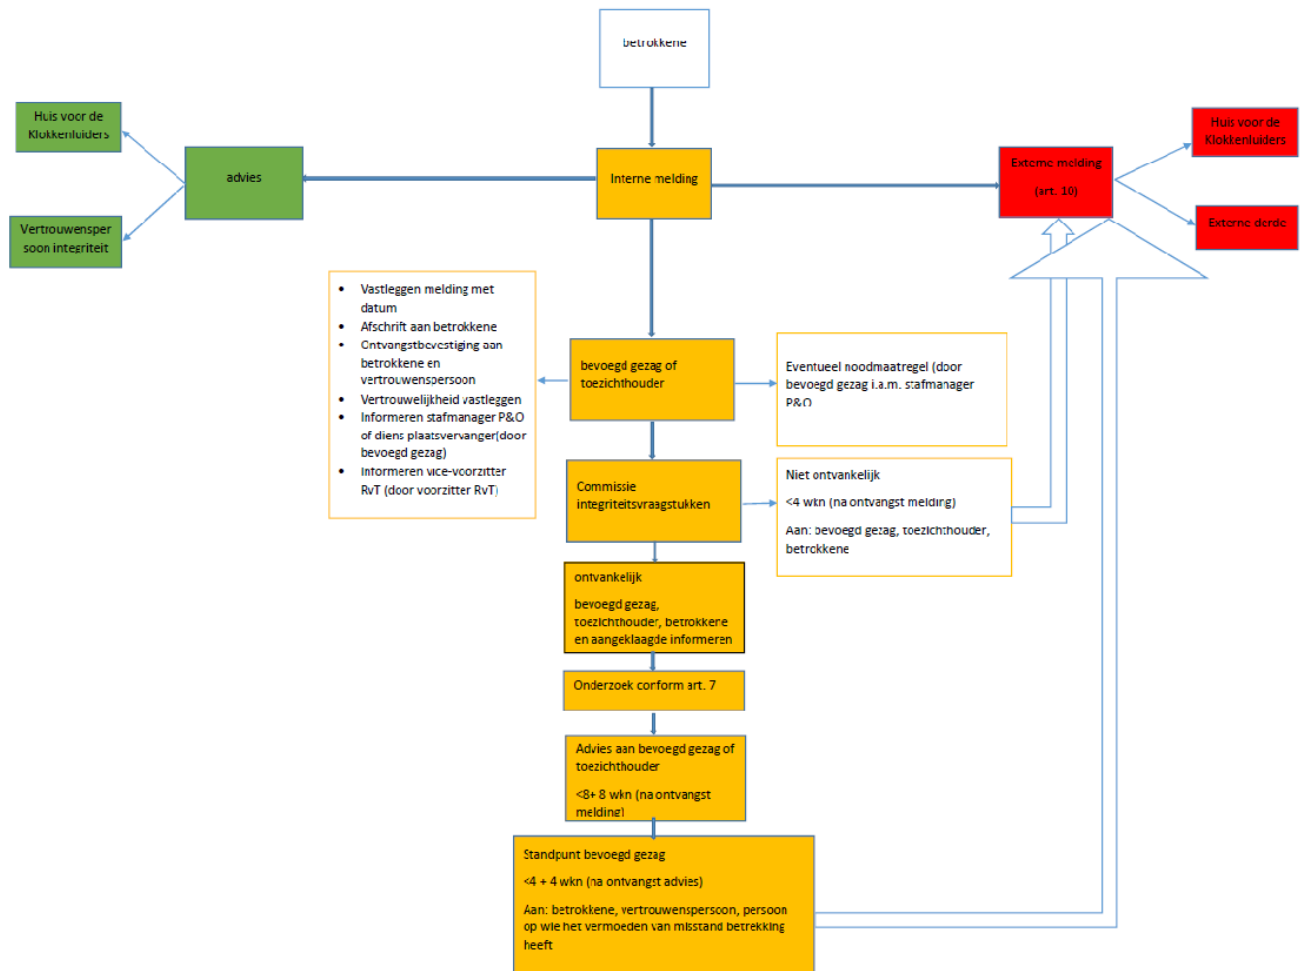 betrokkene
Huis voor de
Klokkenluiders
advies
Vertrouwensper
soon integriteit
Interne melding
Externe melding
(art. 10)
Huis voor de
Klokkenluiders
Externe derde
• Vastleggen melding met
datum
• Afschrift aan betrokkene
• Ontvangstbevestiging aan
betrokkene en
vertrouwenspersoon
• Vertrouwelijkheid vastleggen
• Informeren stafmanager P&O
of diens plaatsvervanger(door
bevoegd gezag)
• Informeren vice-voorzitter
RvT (door voorzitter RvT)
bevoegd gezag of
toezichthouder
Eventueel noodmaatregel (door
bevoegd gezag i.a.m. stafmanager
P&O
Commissie
integriteitsvraagstukken
Niet ontvankelijk
<4 wkn (na ontvangst melding)
Aan: bevoegd gezag, toezichthouder,
betrokkene
ontvankelijk
bevoegd gezag,
toezichthouder, betrokkene
en aangeklaagde informeren
Onderzoek conform art. 7
Advies aan bevoegd gezag of
toezichthouder
<8+ 8 wkn (na ontvangst
melding)
Standpunt bevoegd gezag
<4 + 4 wkn (na ontvangst advies)
Aan: betrokkene, vertrouwenspersoon, persoon
op wie het vermoeden van misstand betrekking
heeft